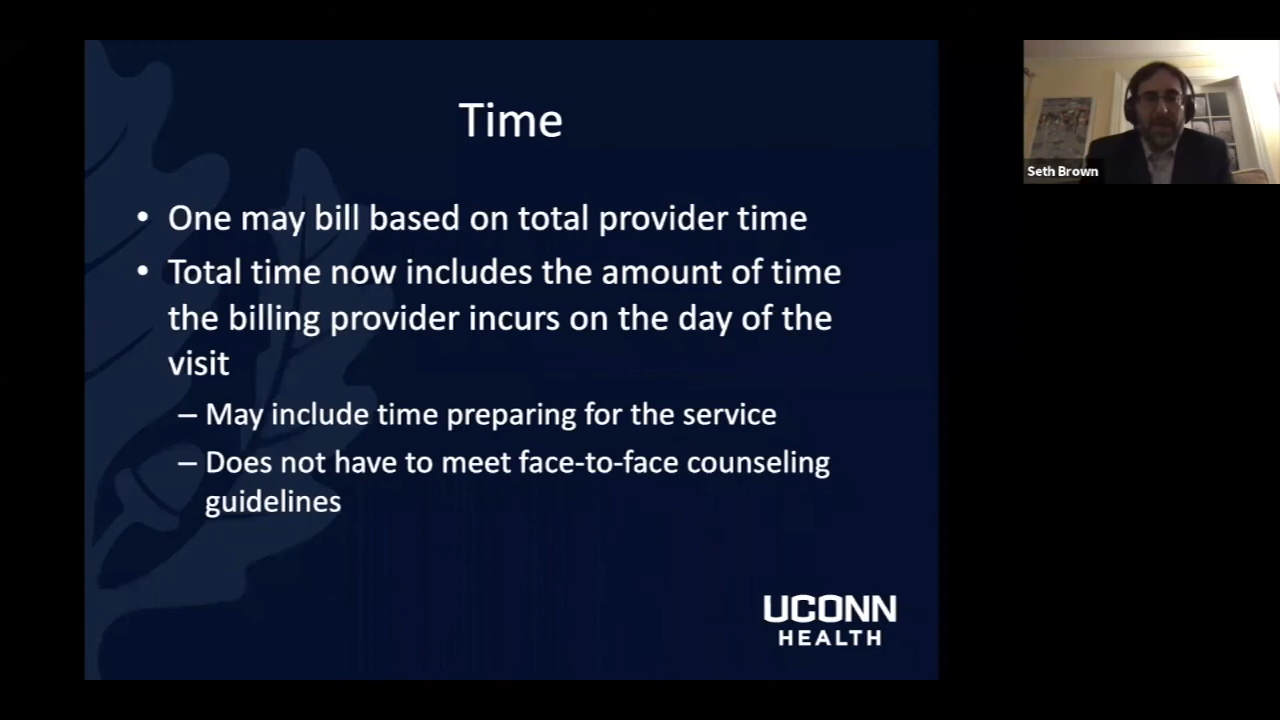 Time
• One may bill based on total provider time
• Total time now includes the amount of time
the billing provider incurs on the day of the
visit
– May include time preparing for the service
– Does not have to meet face-to-face counseling
guidelines
UCONN
HEALTH
Seth Brown